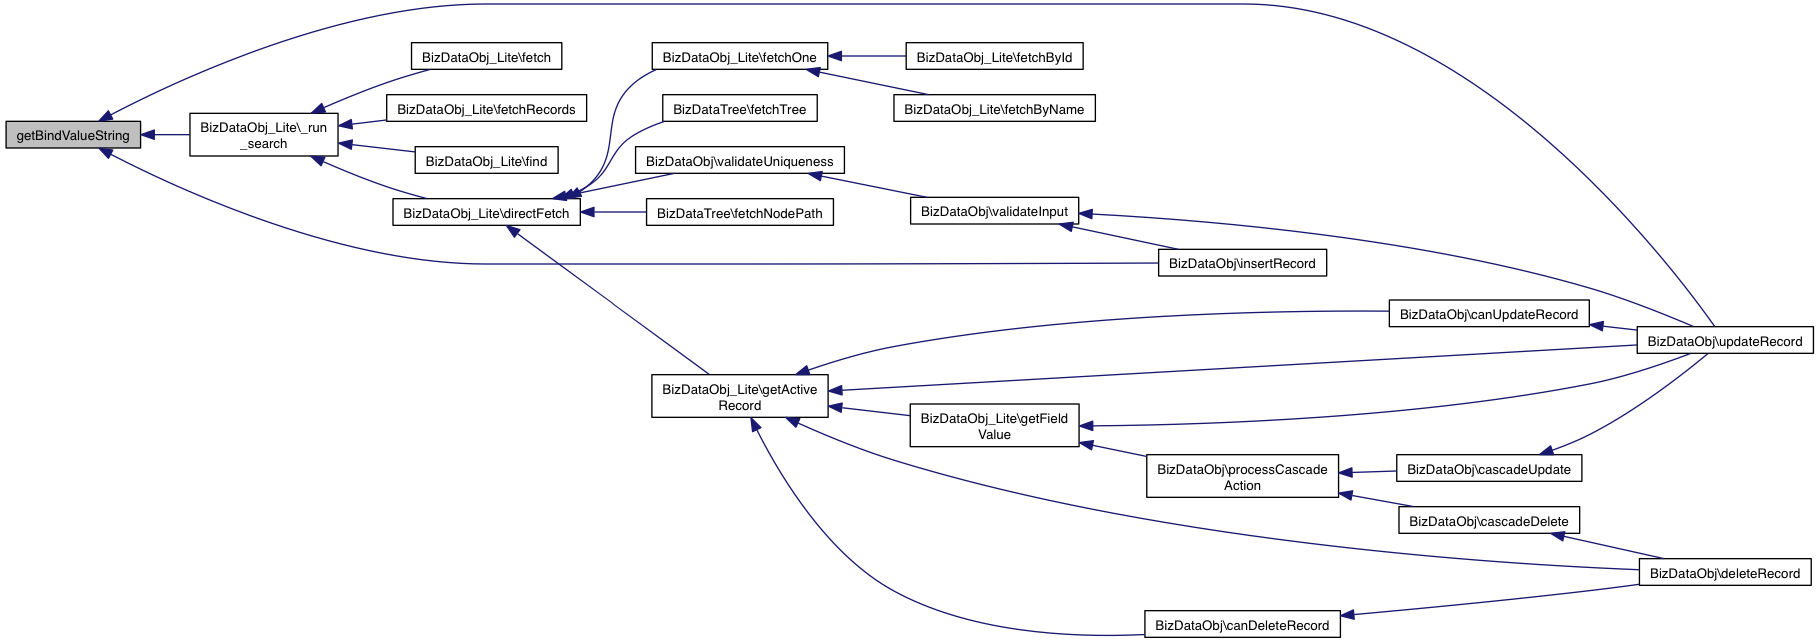 getBindValueString
BizDataObj_Lite\_run
_search
BizDataObj_Lite\fetch
BizDataObj_Lite\fetchRecords
BizDataObj_Lite\find
BizDataObj_Lite\directFetch
BizDataObj_Lite\fetchOne
BizDataTree\fetchTree
BizDataObj\validateUniqueness
BizDataTree\fetchNodePath
BizDataObj_Lite\getActive
Record
BizDataObj_Lite\fetchById
BizDataObj_Lite\fetchByName
BizDataObj\validateInput
BizDataObj\insertRecord
BizDataObj\canUpdateRecord
BizDataObj\updateRecord
BizDataObj_Lite\getField
Value
BizDataObj\processCascade
Action
BizDataObj\cascadeUpdate
BizDataObj\cascadeDelete
BizDataObj\deleteRecord
BizDataObj\canDeleteRecord